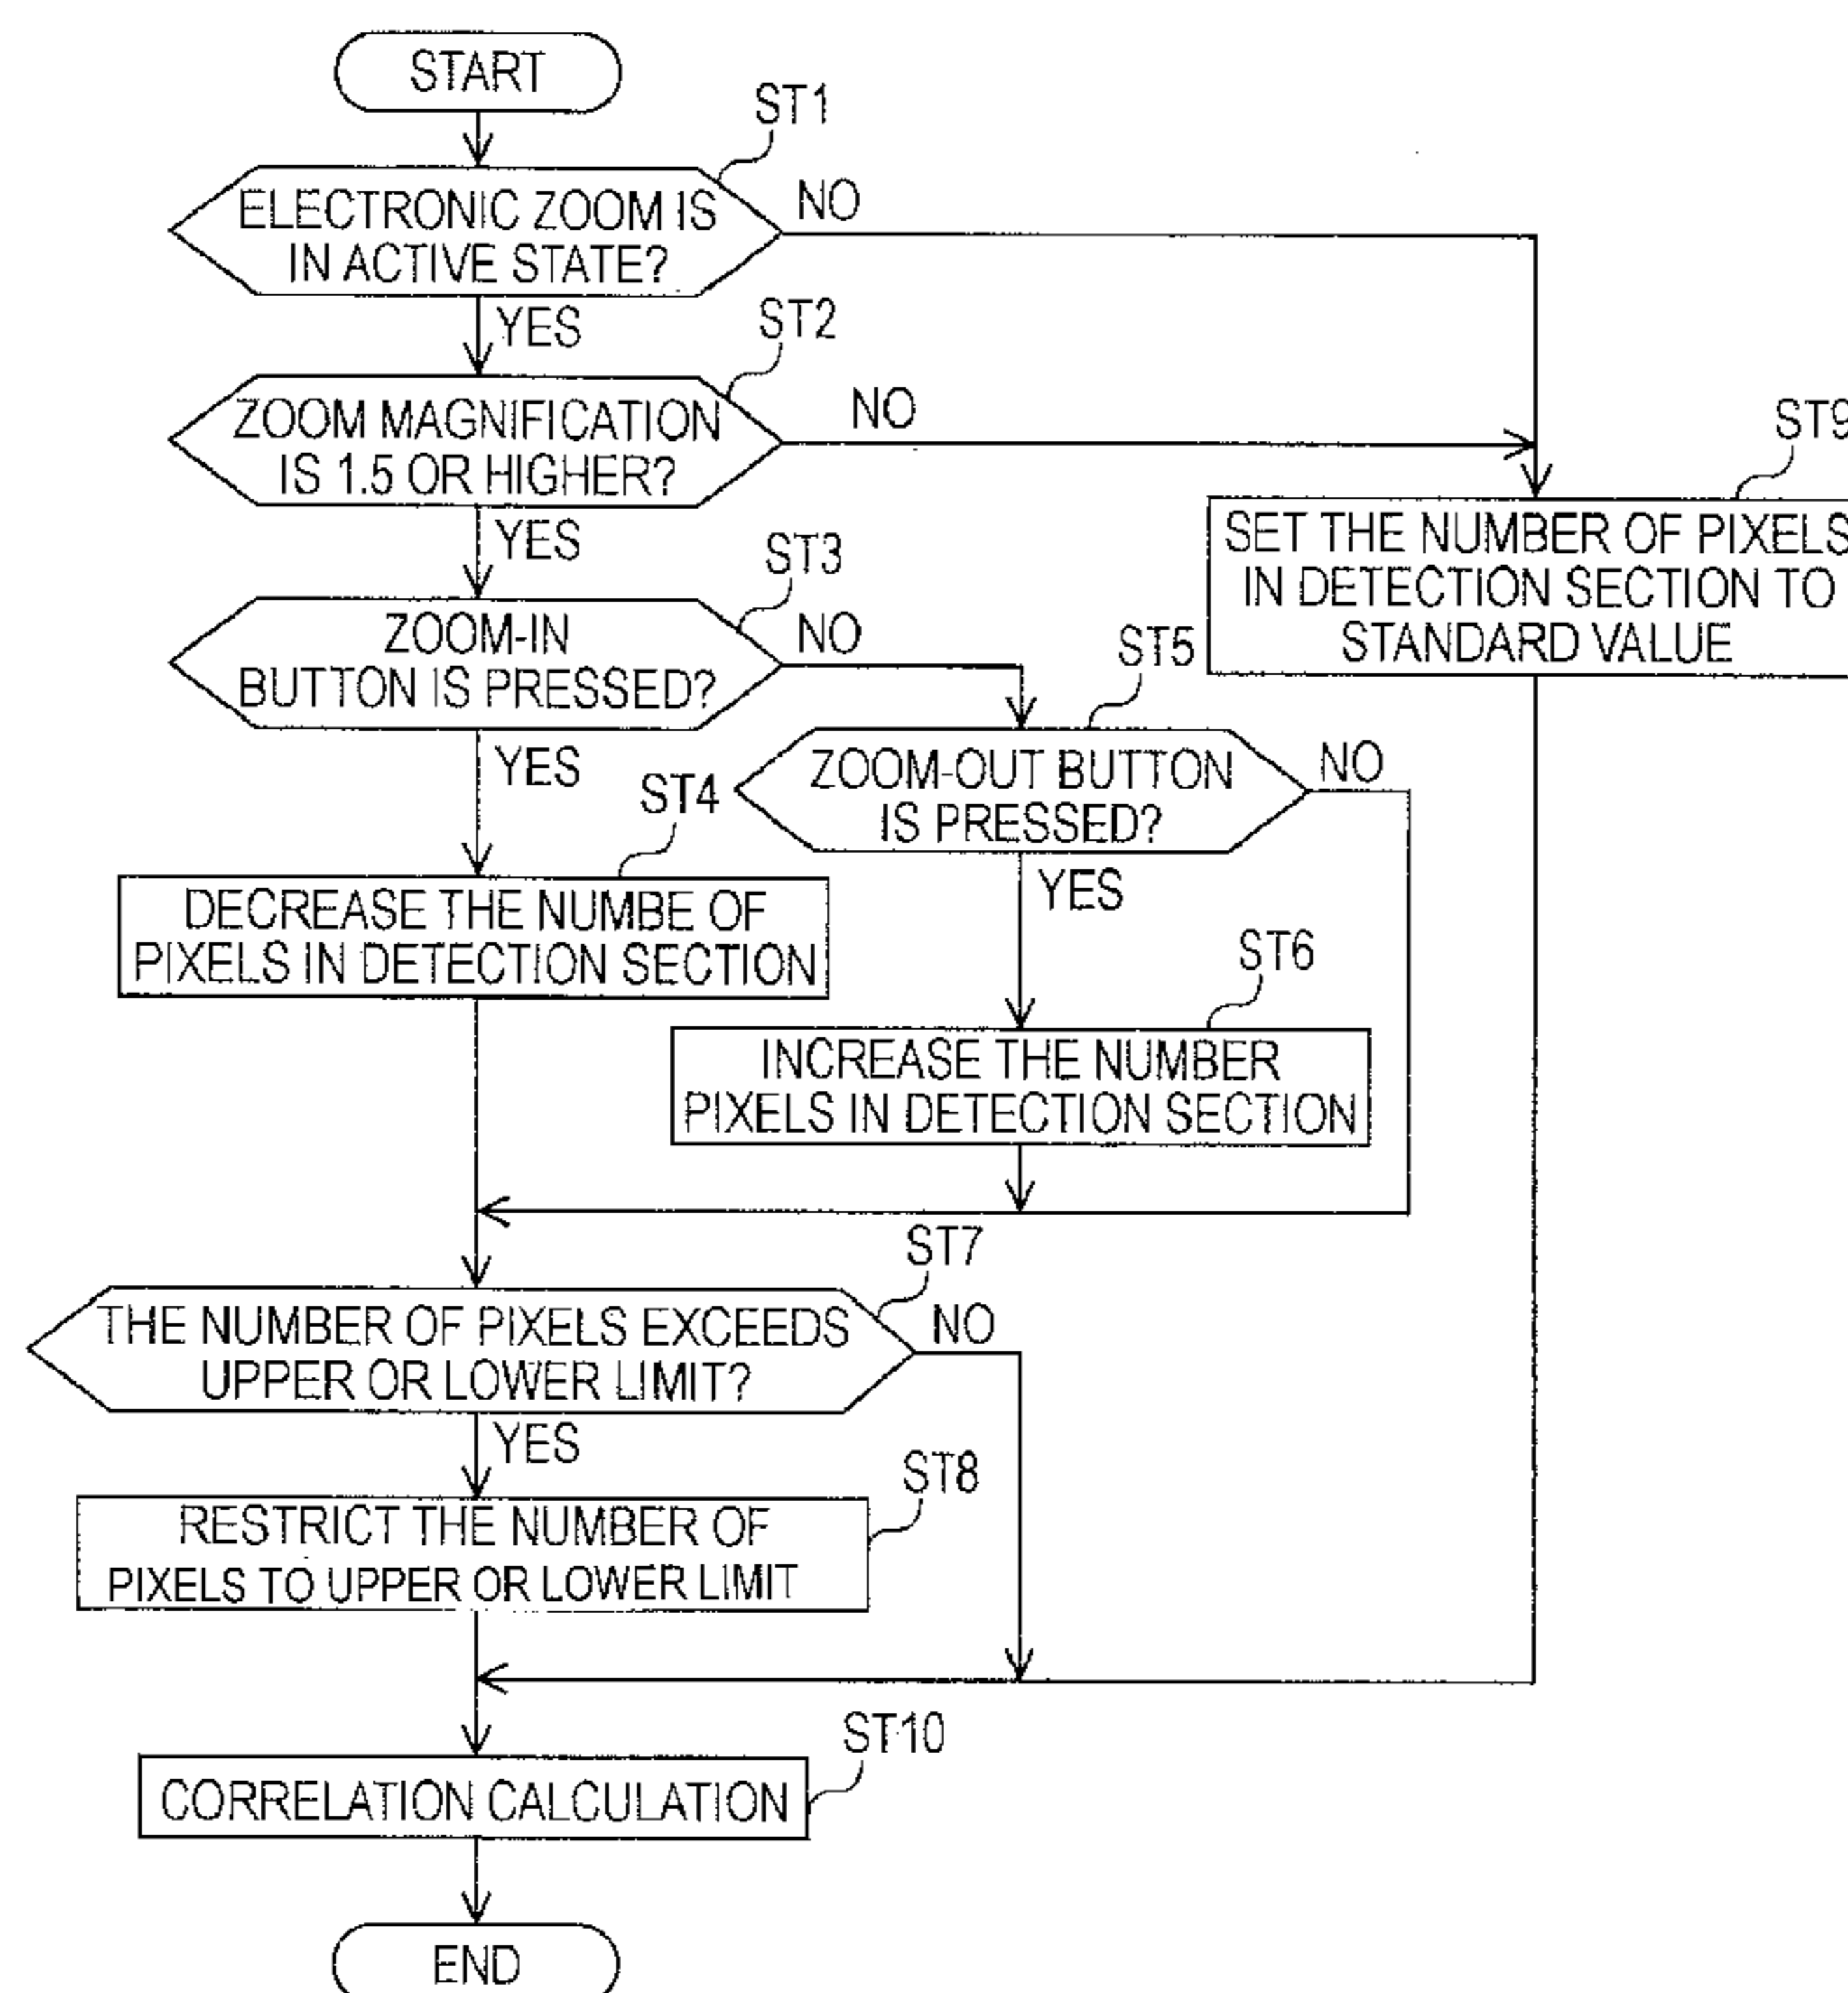 START
ST1
ELECTRONIC ZOOM IS
IN ACTIVE STATE?
NO
YES
ST2
ZOOM MAGNIFICATION
IS 1.5 OR HIGHER?
NO
ST9
SET THE NUMBER OF PIXELS
IN DETECTION SECTION TO
STANDARD VALUE
YES
ST3
ZOOM-IN
BUTTON IS PRESSED?
NO
ST5
ZOOM-OUT BUTTON
IS PRESSED?
NO
YES
ST4
DECREASE THE NUMBE OF
PIXELS IN DETECTION SECTION
YES
ST6
INCREASE THE NUMBER
PIXELS IN DETECTION SECTION
ST7
THE NUMBER OF PIXELS EXCEEDS
UPPER OR LOWER LIMIT?
NO
YES
ST8
RESTRICT THE NUMBER OF
PIXELS TO UPPER OR LOWER LIMIT
ST10
CORRELATION CALCULATION
END